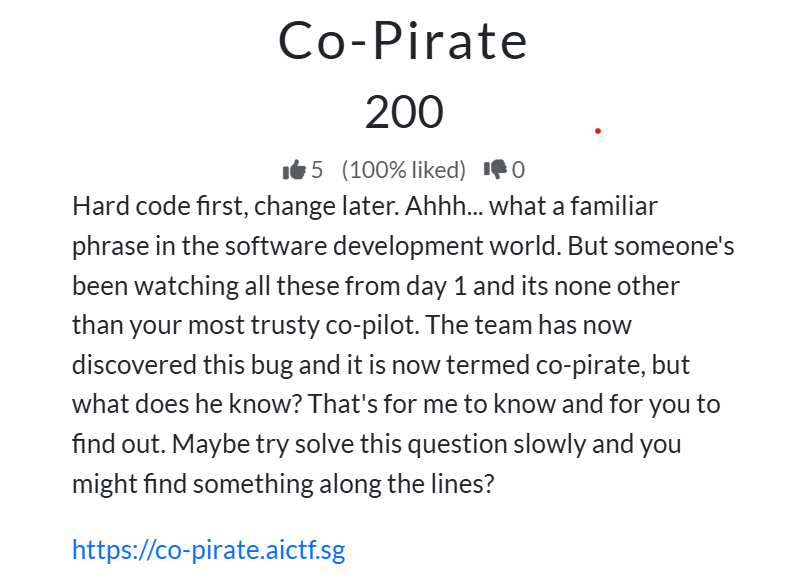 Co-Pirate
200
5 (100% liked) 0
Hard code first, change later. Ahhh... what a familiar
phrase in the software development world. But someone's
been watching all these from day 1 and its none other
than your most trusty co-pilot. The team has now
discovered this bug and it is now termed co-pirate, but
what does he know? That's for me to know and for you to
find out. Maybe try solve this question slowly and you
might find something along the lines?
https://co-pirate.aictf.sg